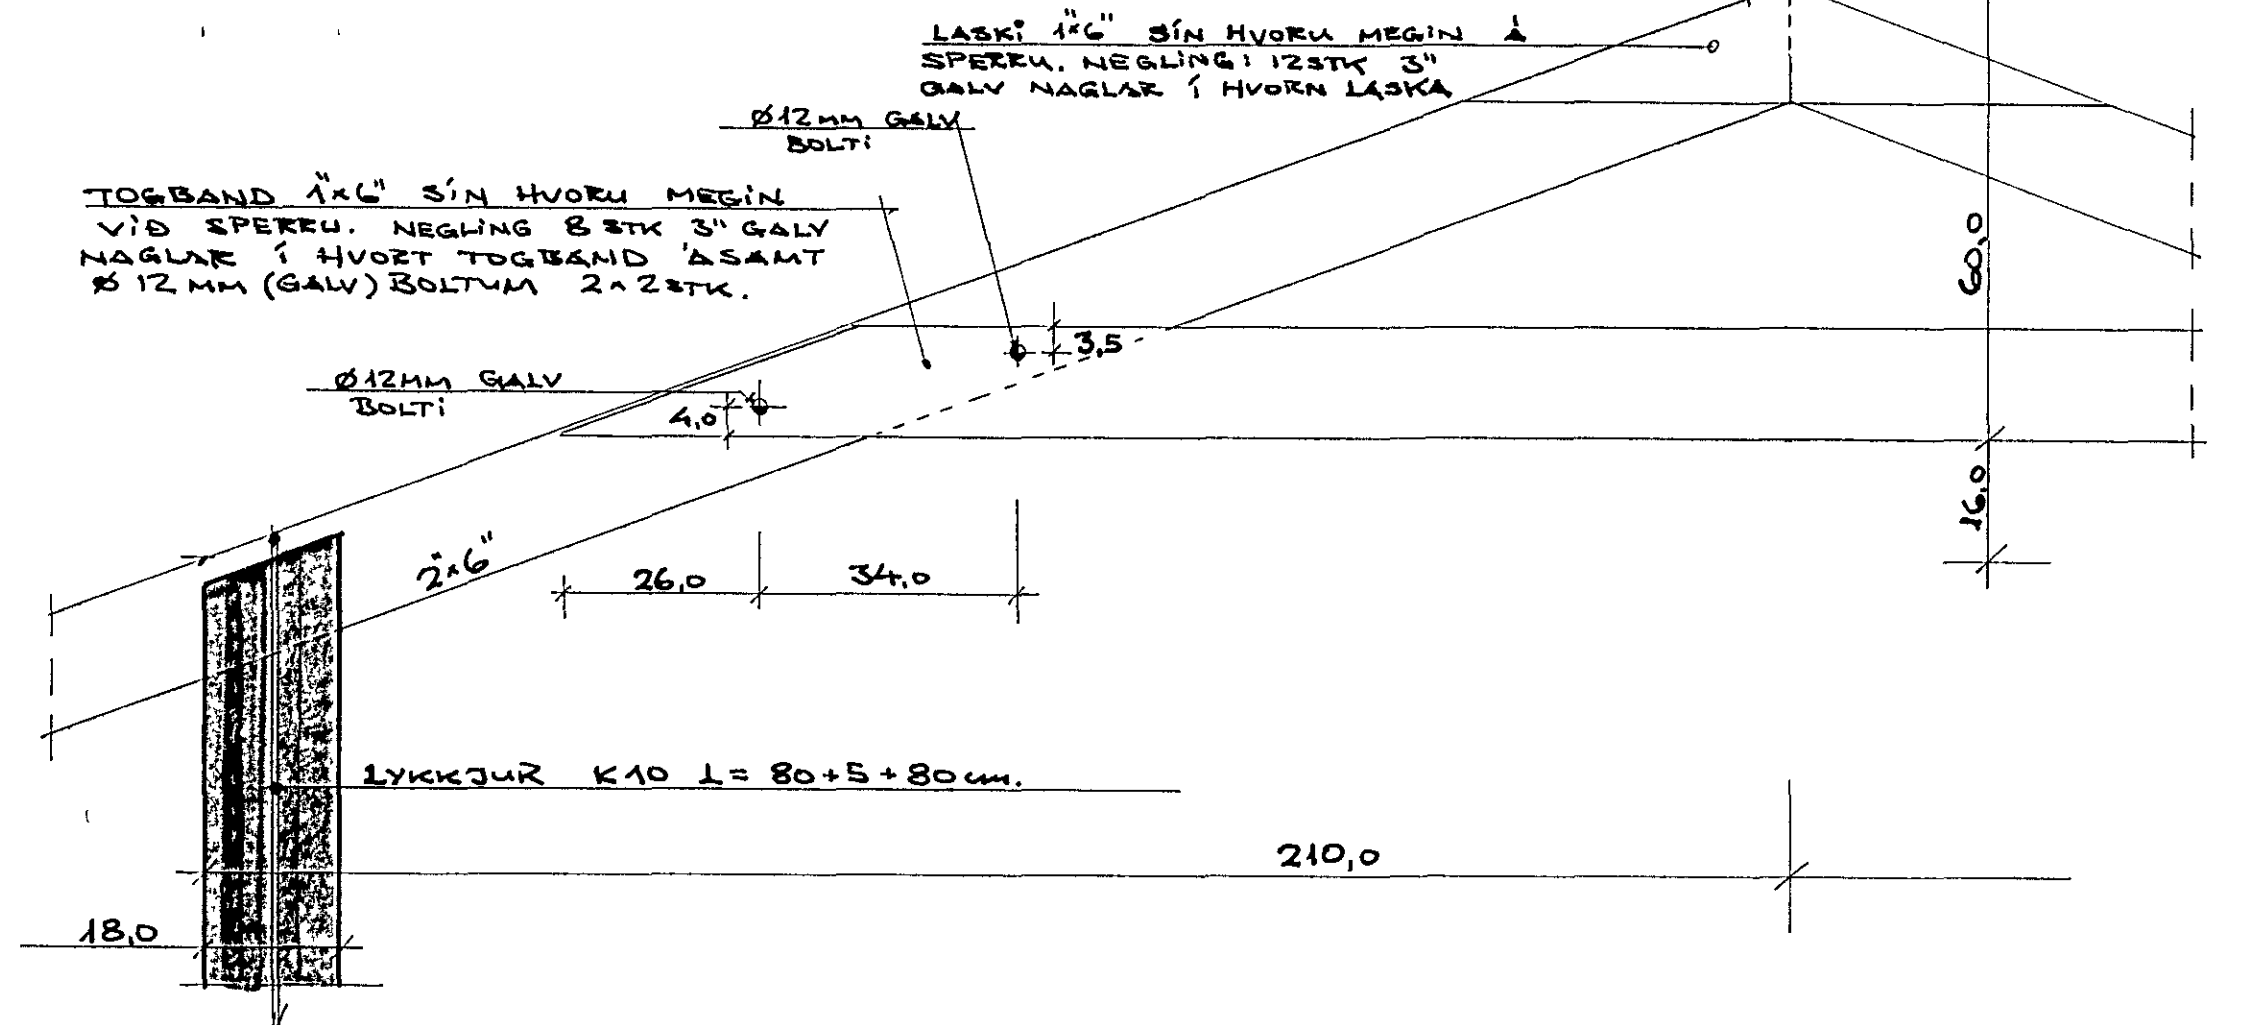 LASKI 1"x6" SÍN HVORU MEGIN Á
SPERRU. NEGLING: 12STK 3"
GALV NAGLAR Í HVORN LASKA
Ø12MM GALV
BOLTI
TOGBAND 1"x6" SÍN HVORU MEGIN
VIÐ SPERRU. NEGLING 8 STK 3" GALV
NAGLAR Í HVORT TOGBAND ÁSAMT
Ø 12 MM (GALV) BOLTUM 2x2STK.
60,0
3,5
Ø12MM GALV
BOLTI
4,0
16,0
2"x6"
26,0
34,0
LYKKJUR K10 L= 80+5+80 cm.
210,0
18,0